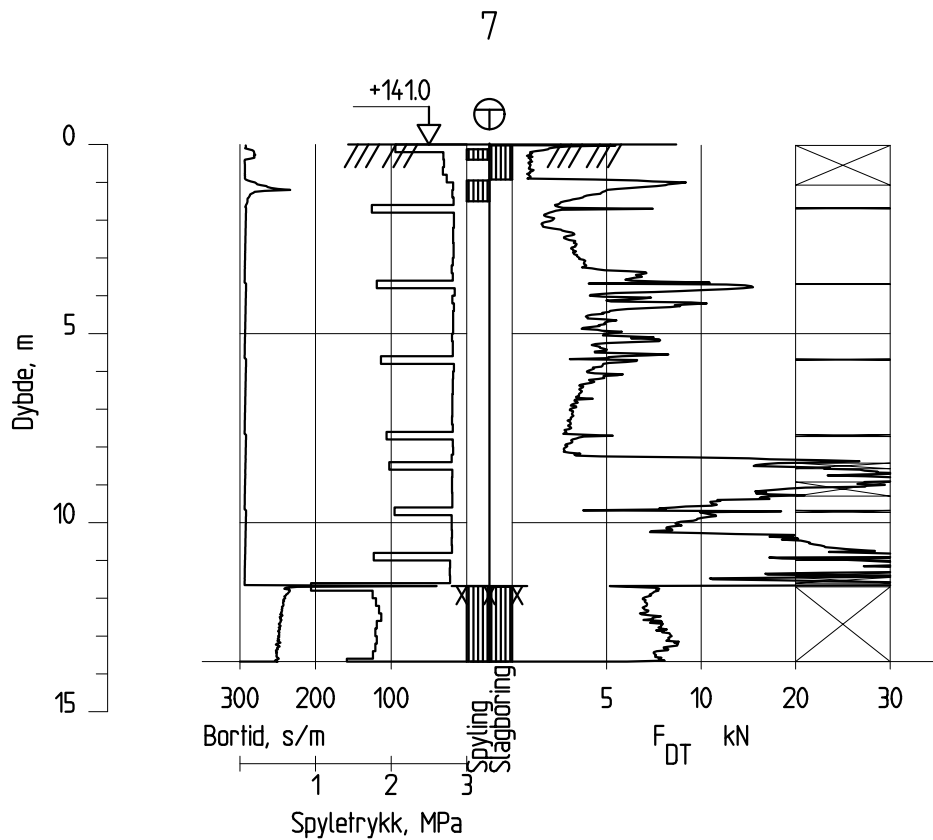 7
+141.0
0
5
10
15
Dybde, m
300 200 100
Bortid, s/m
1 2 3
Spyletrykk, MPa
Spyling
Slagboring
5 10 20 30
F DT kN